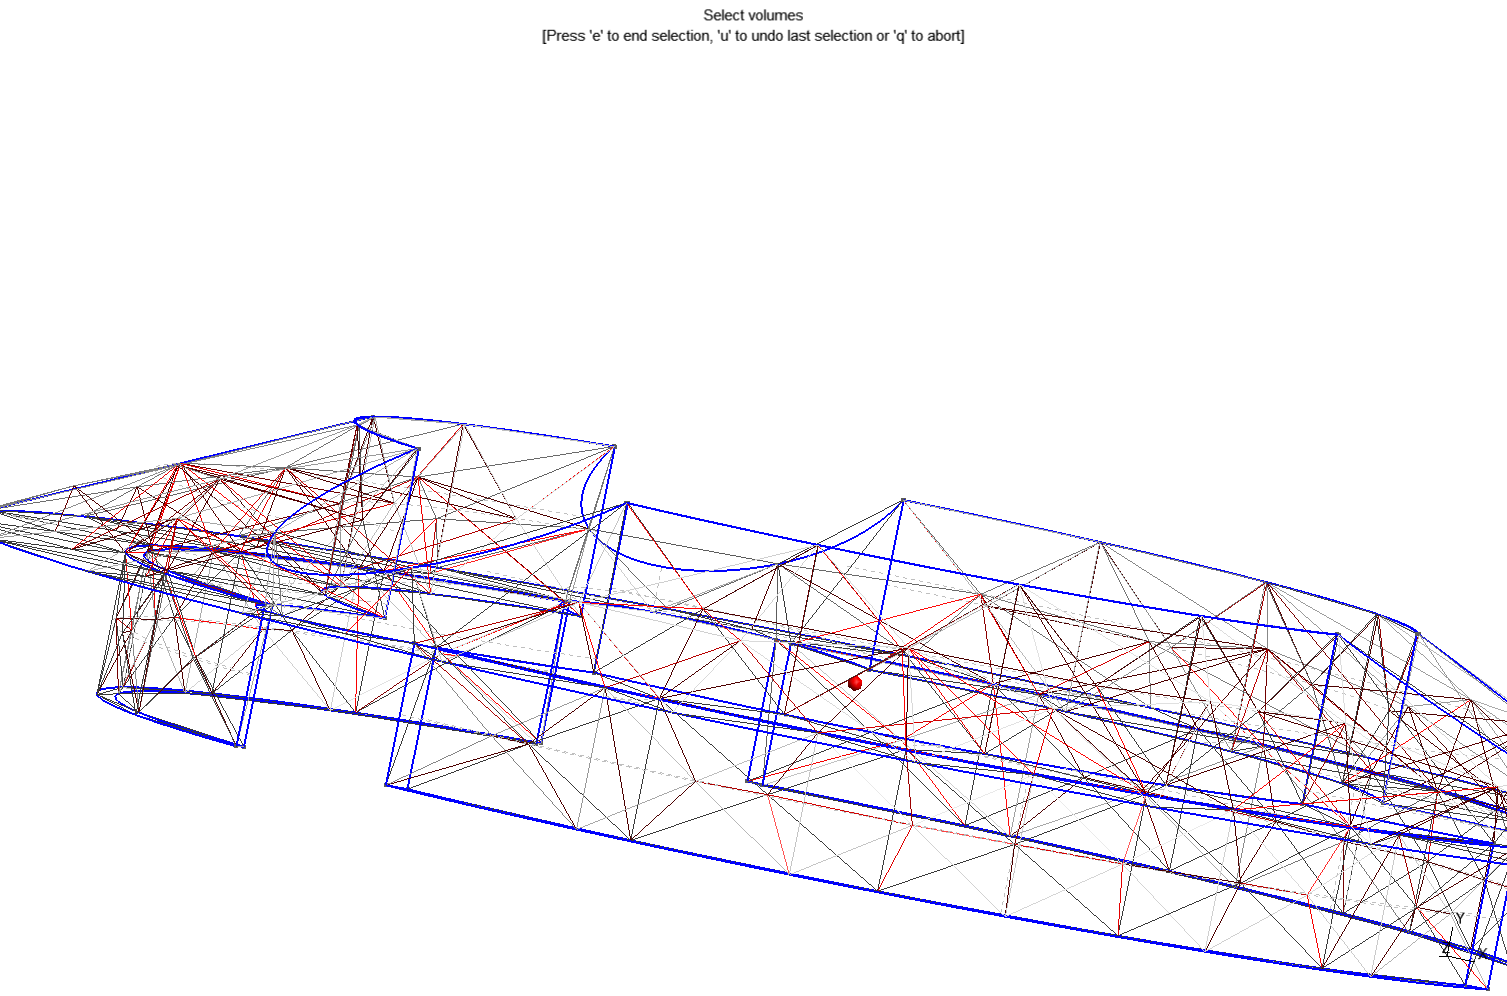 Select volumes
[Press 'e' to end selection, 'u' to undo last selection or 'q' to abort]
Y
Z
X